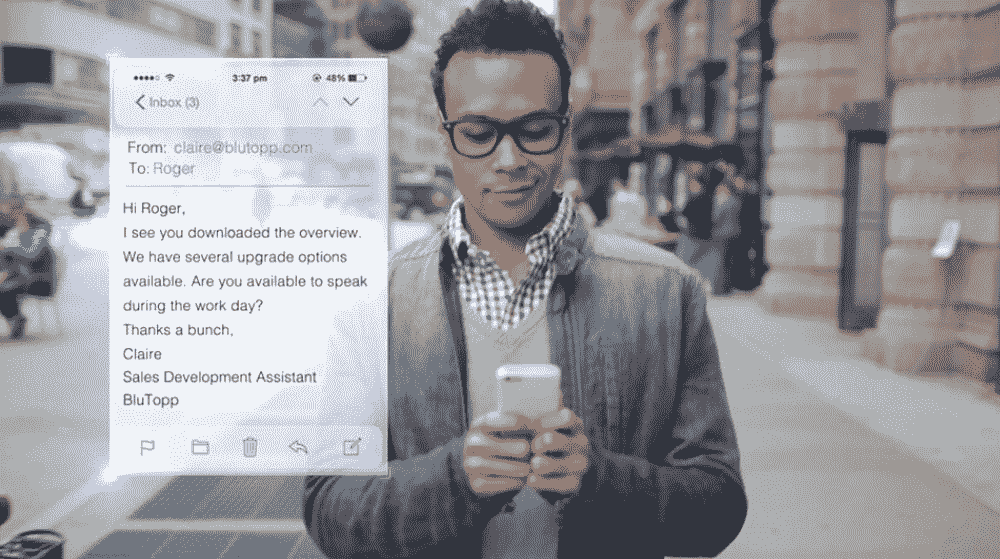 3:37 pm 48%
Inbox (3)
From: claire@blutopp.com
To: Roger
Hi Roger,
I see you downloaded the overview.
We have several upgrade options
available. Are you available to speak
during the work day?
Thanks a bunch,
Claire
Sales Development Assistant
BluTopp